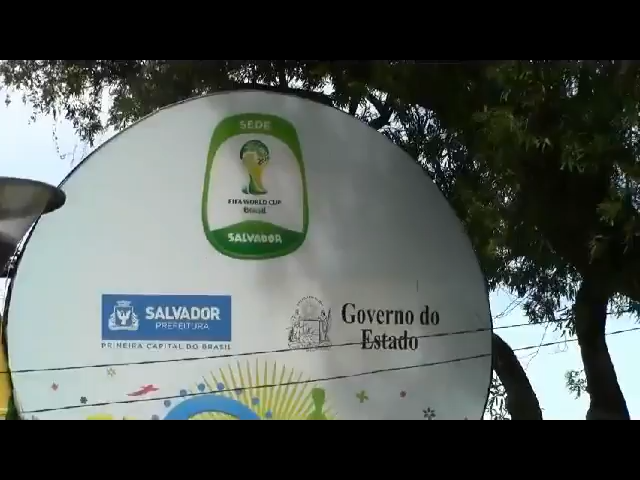 SEDE
FIFA WORLD CUP
Brasil
SALVADOR
SALVADOR
PREFEITURA
PRIMEIRA CAPITAL DO BRASIL
Governo do
Estado